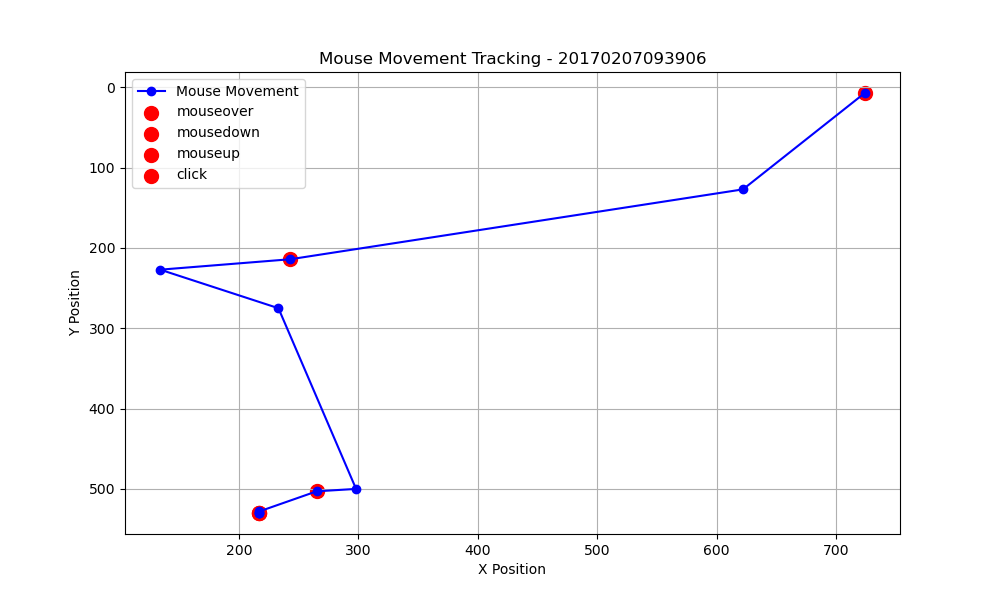 Mouse Movement Tracking - 20170207093906
Mouse Movement
mouseover
mousedown
mouseup
click
0
100
200
300
400
500
Y Position
200
300
400
500
600
700
X Position